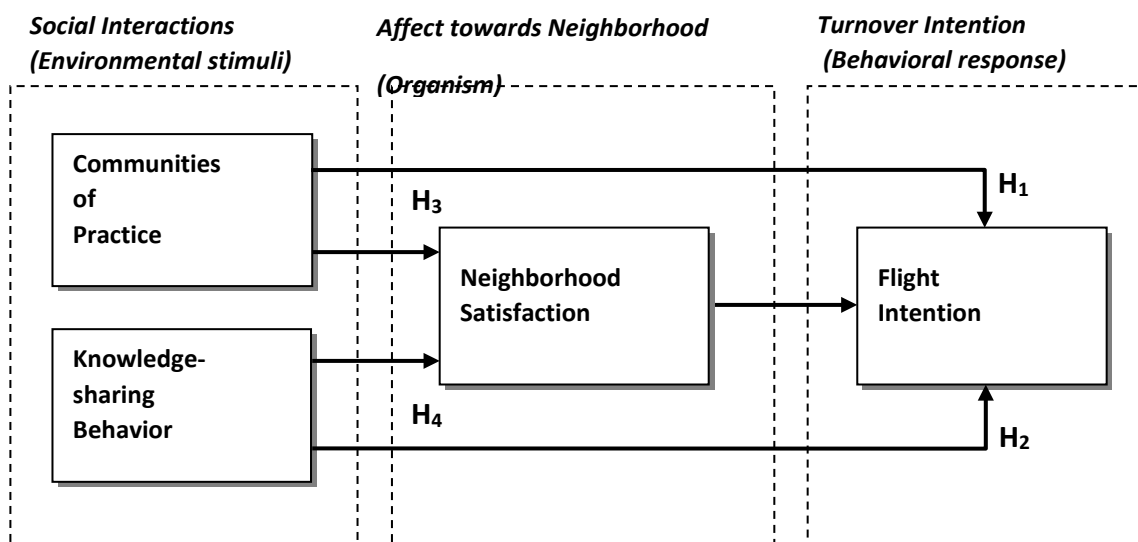 Social Interactions
(Environmental stimuli)
Affect towards Neighborhood
(Organism)
Turnover Intention
(Behavioral response)
Communities
of
Practice
H₃
H₁
Neighborhood
Satisfaction
Flight
Intention
Knowledge-
sharing
Behavior
H₄
H₂